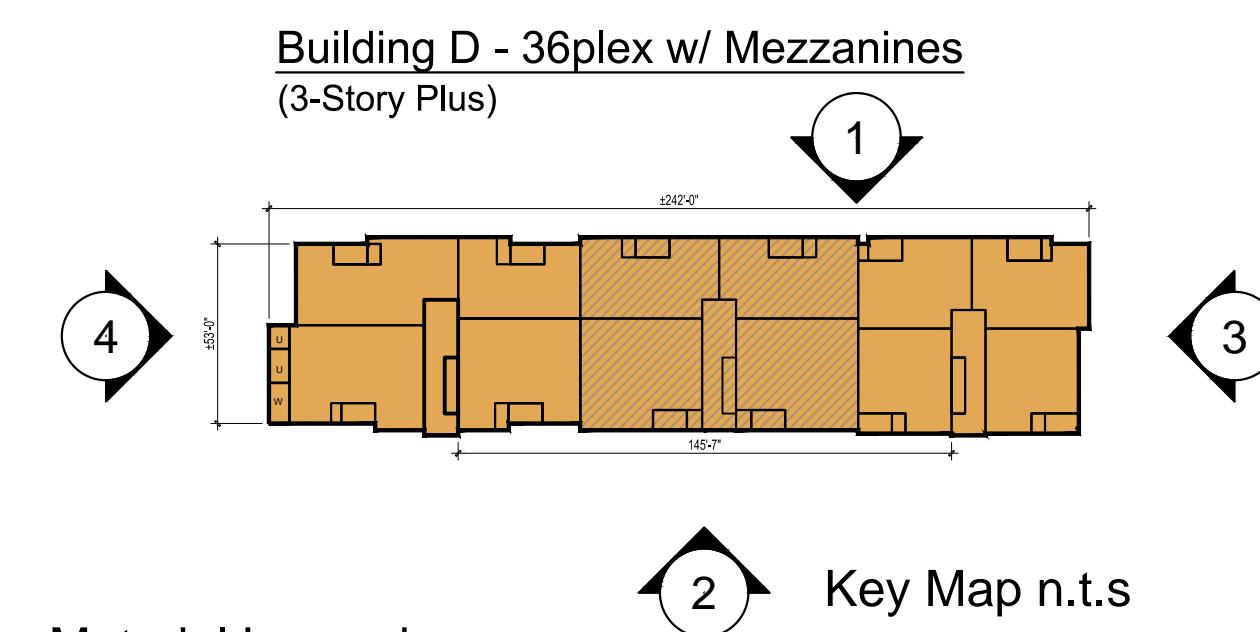 Building D - 36plex w/ Mezzanines
(3-Story Plus)
1
±242'-0"
4
±53'-0"
U
U
W
3
145'-7"
2
Key Map n.t.s